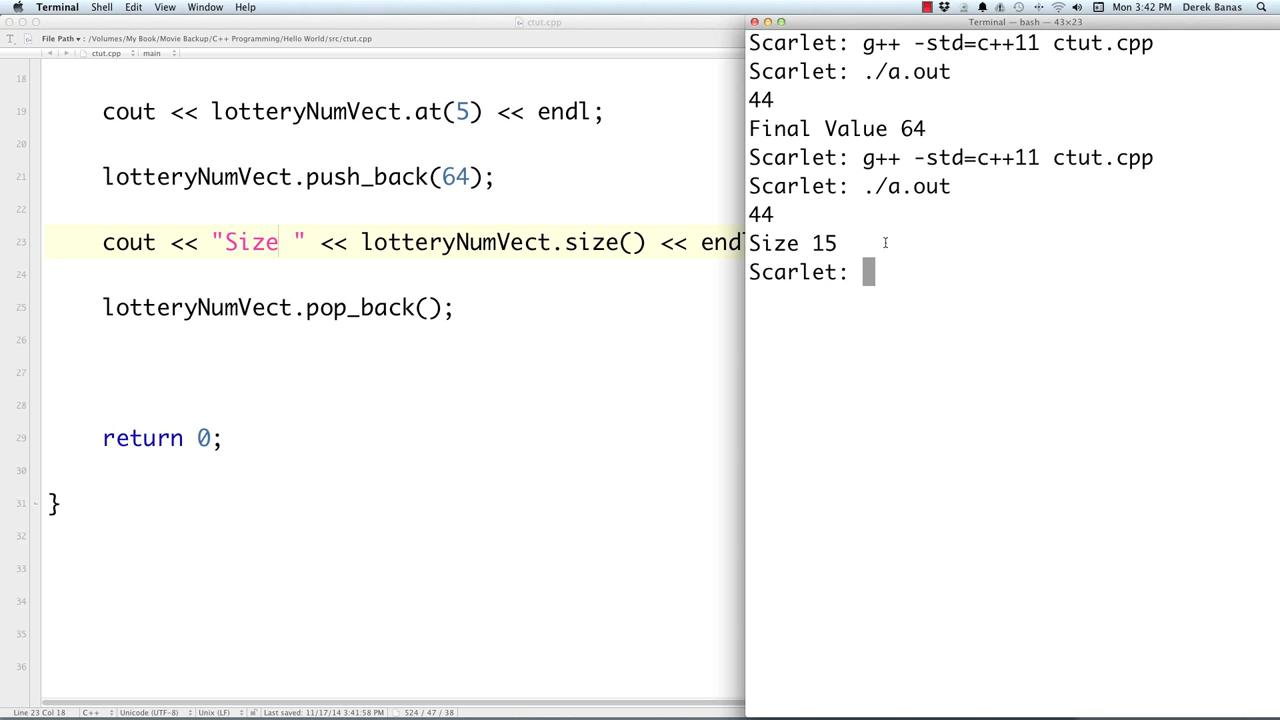 Terminal Shell Edit View Window Help Mon 3:42 PM Derek Banas
ctut.cpp
File Path ▾ : /Volumes/My Book/Movie Backup/C++ Programming/Hello World/src/ctut.cpp
ctut.cpp main
18
19 cout << lotteryNumVect.at(5) << endl;
20
21 lotteryNumVect.push_back(64);
22
23 cout << "Size " << lotteryNumVect.size() << endl
24
25 lotteryNumVect.pop_back();
26
27
28
29 return 0;
30
31 }
32
33
34
35
36
Line 23 Col 18 C++ Unicode (UTF-8) Unix (LF) Last saved: 11/17/14 3:41:58 PM 524 / 47 / 38
Terminal — bash — 43×23
Scarlet: g++ -std=c++11 ctut.cpp
Scarlet: ./a.out
44
Final Value 64
Scarlet: g++ -std=c++11 ctut.cpp
Scarlet: ./a.out
44
Size 15
Scarlet: